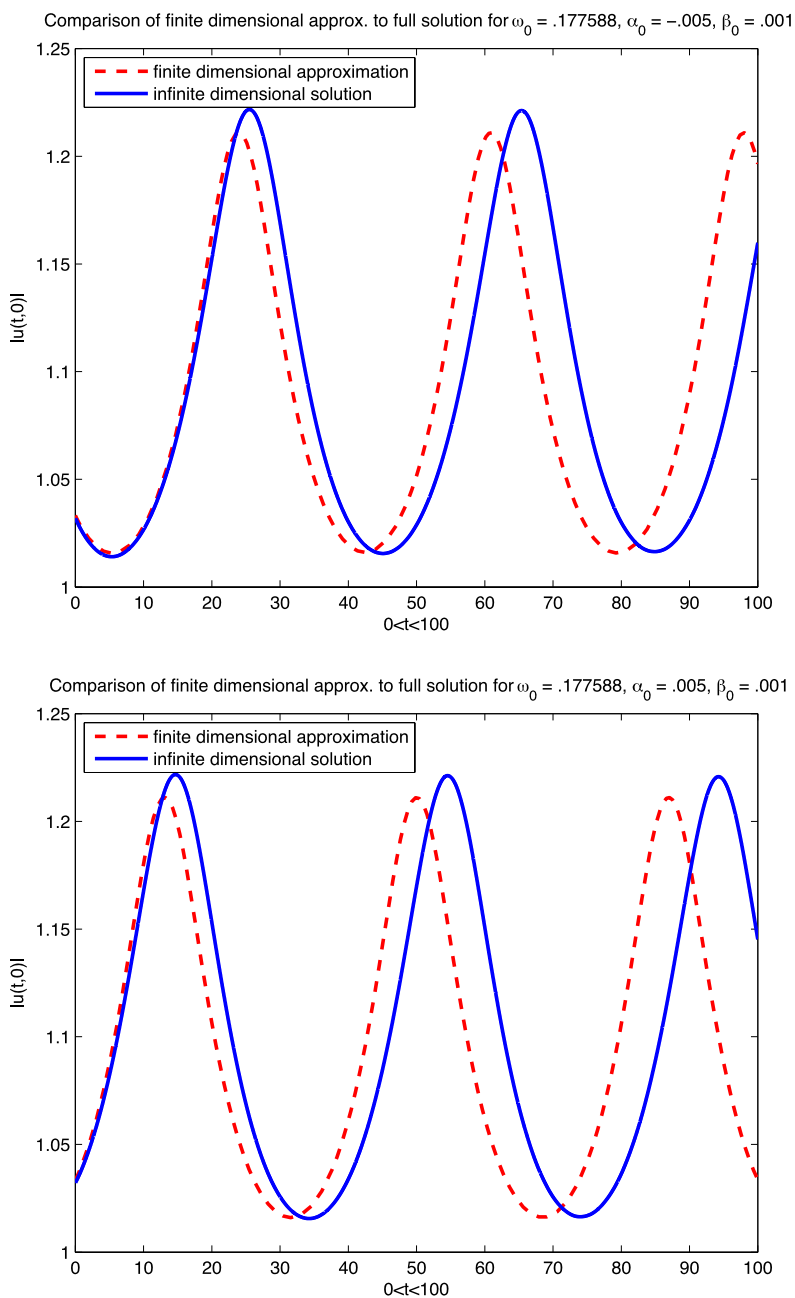 Comparison of finite dimensional approx. to full solution for ω₀ = .177588, α₀ = −.005, β₀ = .001
1.25
finite dimensional approximation
infinite dimensional solution
1.2
1.15
|u(t,0)|
1.1
1.05
1
0 10 20 30 40 50 60 70 80 90 100
0<t<100
Comparison of finite dimensional approx. to full solution for ω₀ = .177588, α₀ = .005, β₀ = .001
1.25
finite dimensional approximation
infinite dimensional solution
1.2
1.15
|u(t,0)|
1.1
1.05
1
0 10 20 30 40 50 60 70 80 90 100
0<t<100